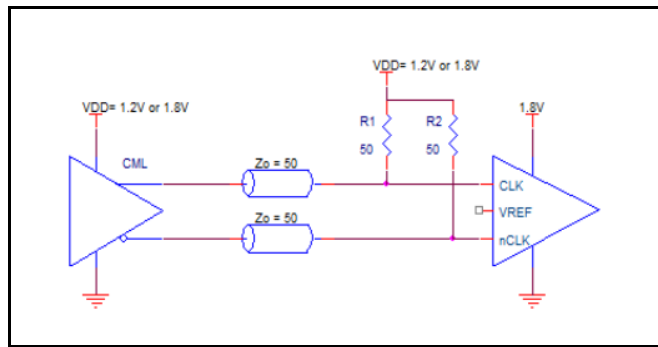 VDD= 1.2V or 1.8V
VDD= 1.2V or 1.8V
1.8V
R1
R2
CML
50
50
Zo = 50
CLK
VREF
Zo = 50
nCLK